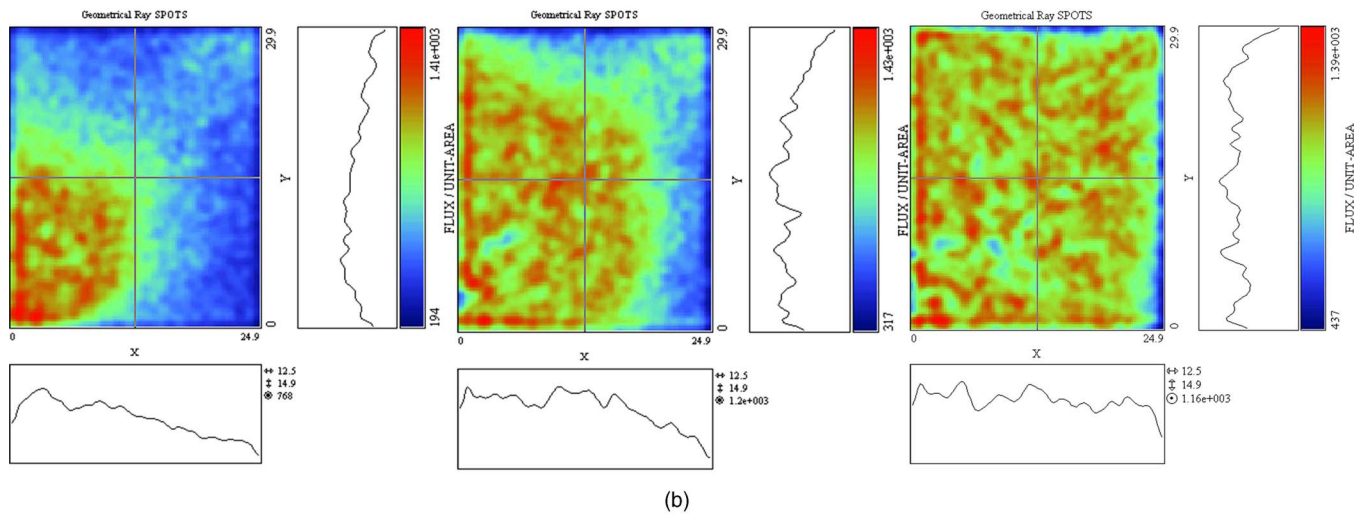 Geometrical Ray SPOTS
29.9
Y
0
1.41e+003
FLUX / UNIT-AREA
194
0
X
24.9
12.5
14.9
768
Geometrical Ray SPOTS
29.9
Y
0
1.43e+003
FLUX / UNIT-AREA
317
0
X
24.9
12.5
14.9
1.2e+003
Geometrical Ray SPOTS
29.9
Y
0
1.39e+003
FLUX / UNIT-AREA
437
0
X
24.9
12.5
14.9
1.16e+003
(b)